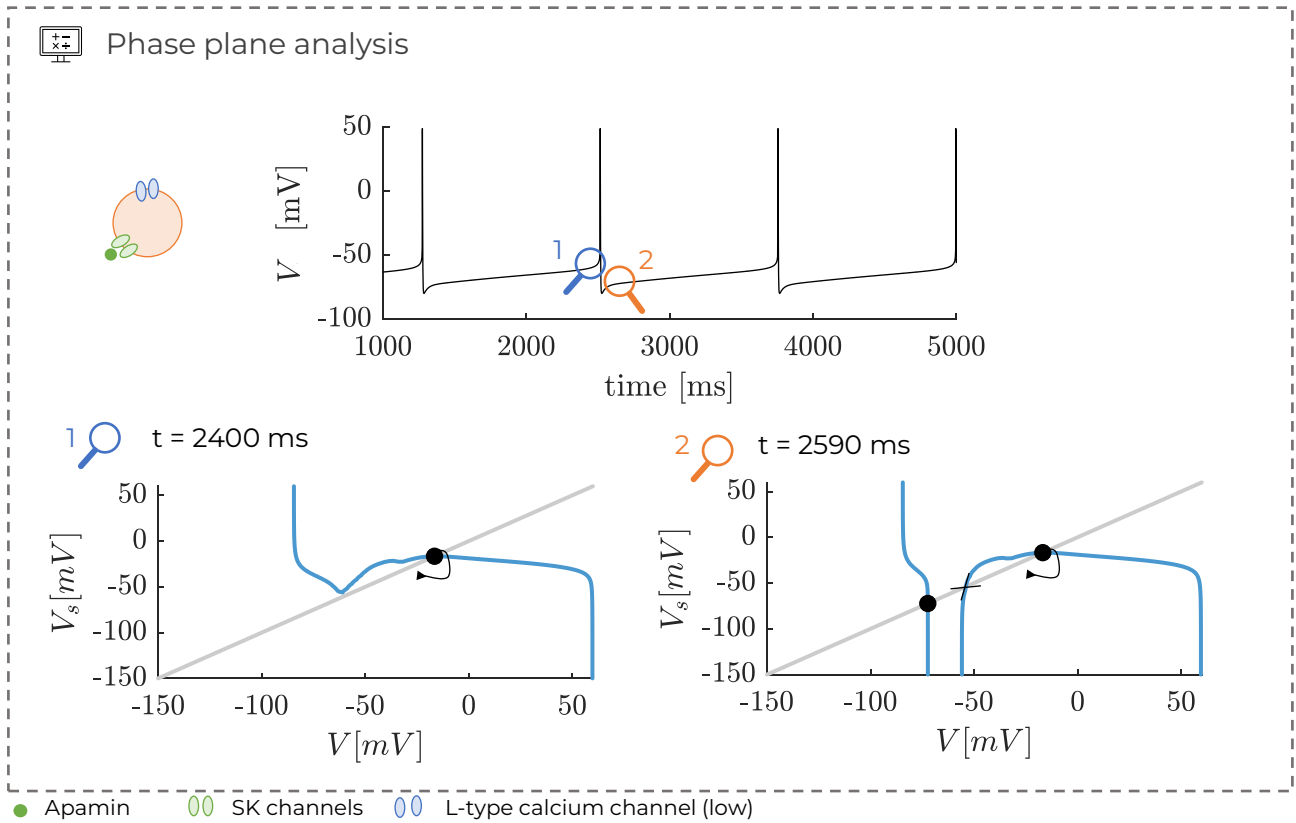 Phase plane analysis
50
0
-50
-100
V [mV]
1
2
1000 2000 3000 4000 5000
time [ms]
1 t = 2400 ms
50
0
-50
-100
-150
V_s[mV]
-150 -100 -50 0 50
V[mV]
2 t = 2590 ms
50
0
-50
-100
-150
V_s[mV]
-150 -100 -50 0 50
V[mV]
Apamin SK channels L-type calcium channel (low)